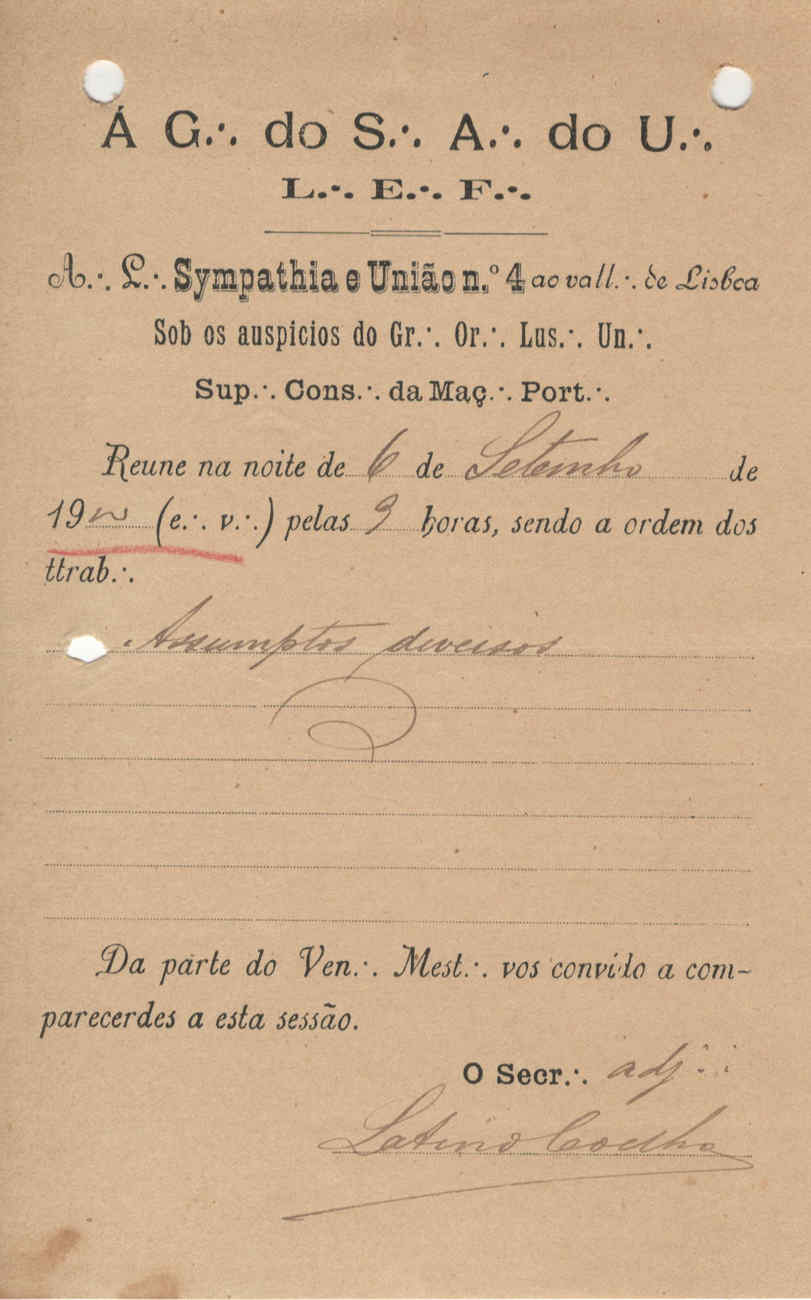 Á G.·. do S.·. A.·. do U.·.
L.·. E.·. F.·.
A.·. L.·. Sympathia e União n.º 4 ao vall.·. de Lisboa
Sob os auspicios do Gr.·. Or.·. Lus.·. Un.·.
Sup.·. Cons.·. da Maç.·. Port.·.
Reune na noite de 6 de Setembro de
19 (e.·. v.·.) pelas 9 horas, sendo a ordem dos
ttrab.·.
Assumptos diversos
Da parte do Ven.·. Mest.·. vos convido a com-
parecerdes a esta sessão.
O Secr.·. adj.·.
Latino Coelho